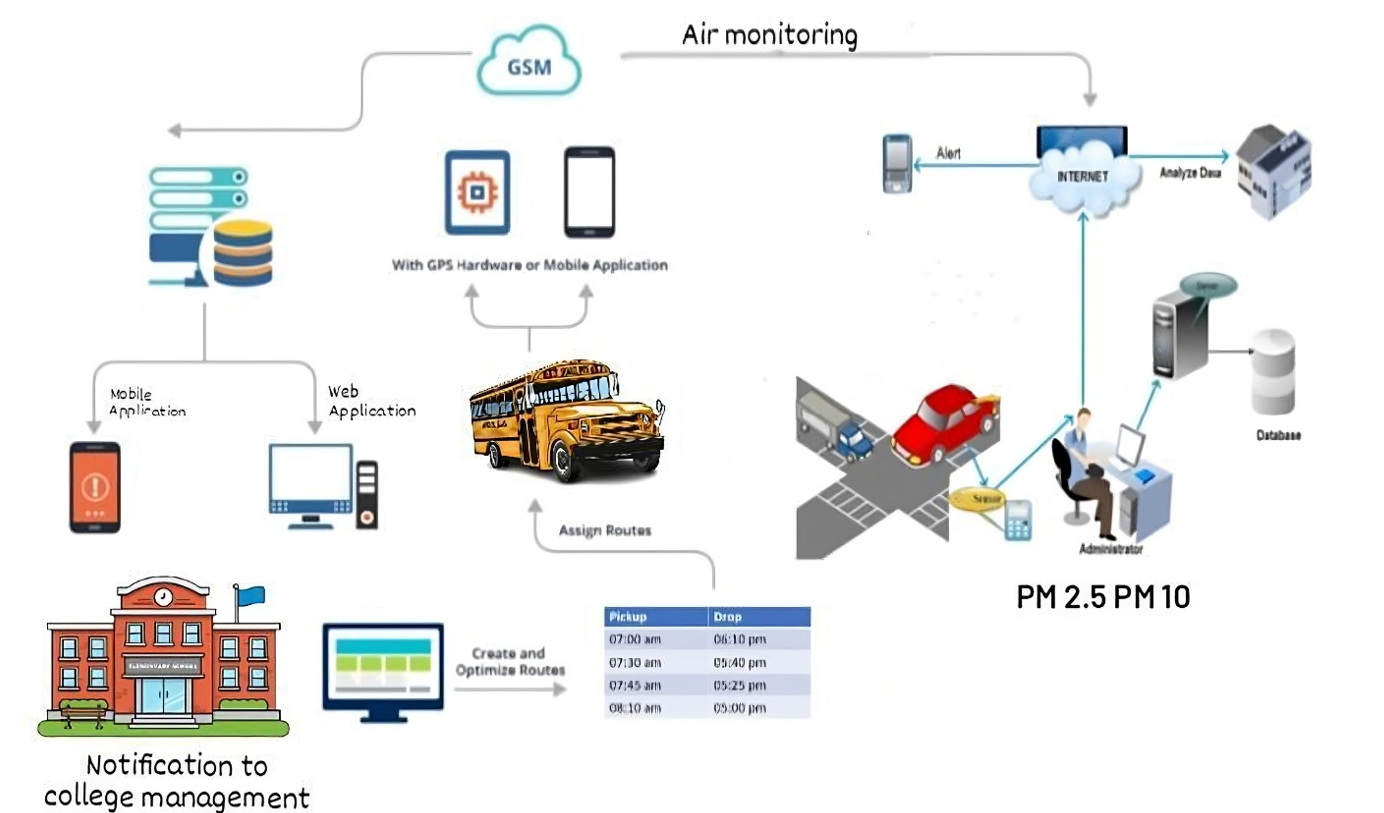 Air monitoring
GSM
Alert
INTERNET
Analyze Data
With GPS Hardware or Mobile Application
Server
Mobile
Application
Web
Application
Database
Sensor
Assign Routes
Administrator
PM 2.5 PM 10
Pickup Drop
07:00 am 06:10 pm
07:30 am 05:40 pm
07:45 am 05:25 pm
08:10 am 05:00 pm
Create and
Optimize Routes
ELEMENTARY SCHOOL
Notification to
college management